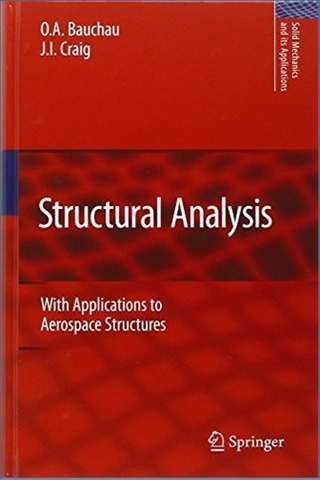 O.A. Bauchau
J.I. Craig
Solid Mechanics
and its Applications
Structural Analysis
With Applications to
Aerospace Structures
Springer